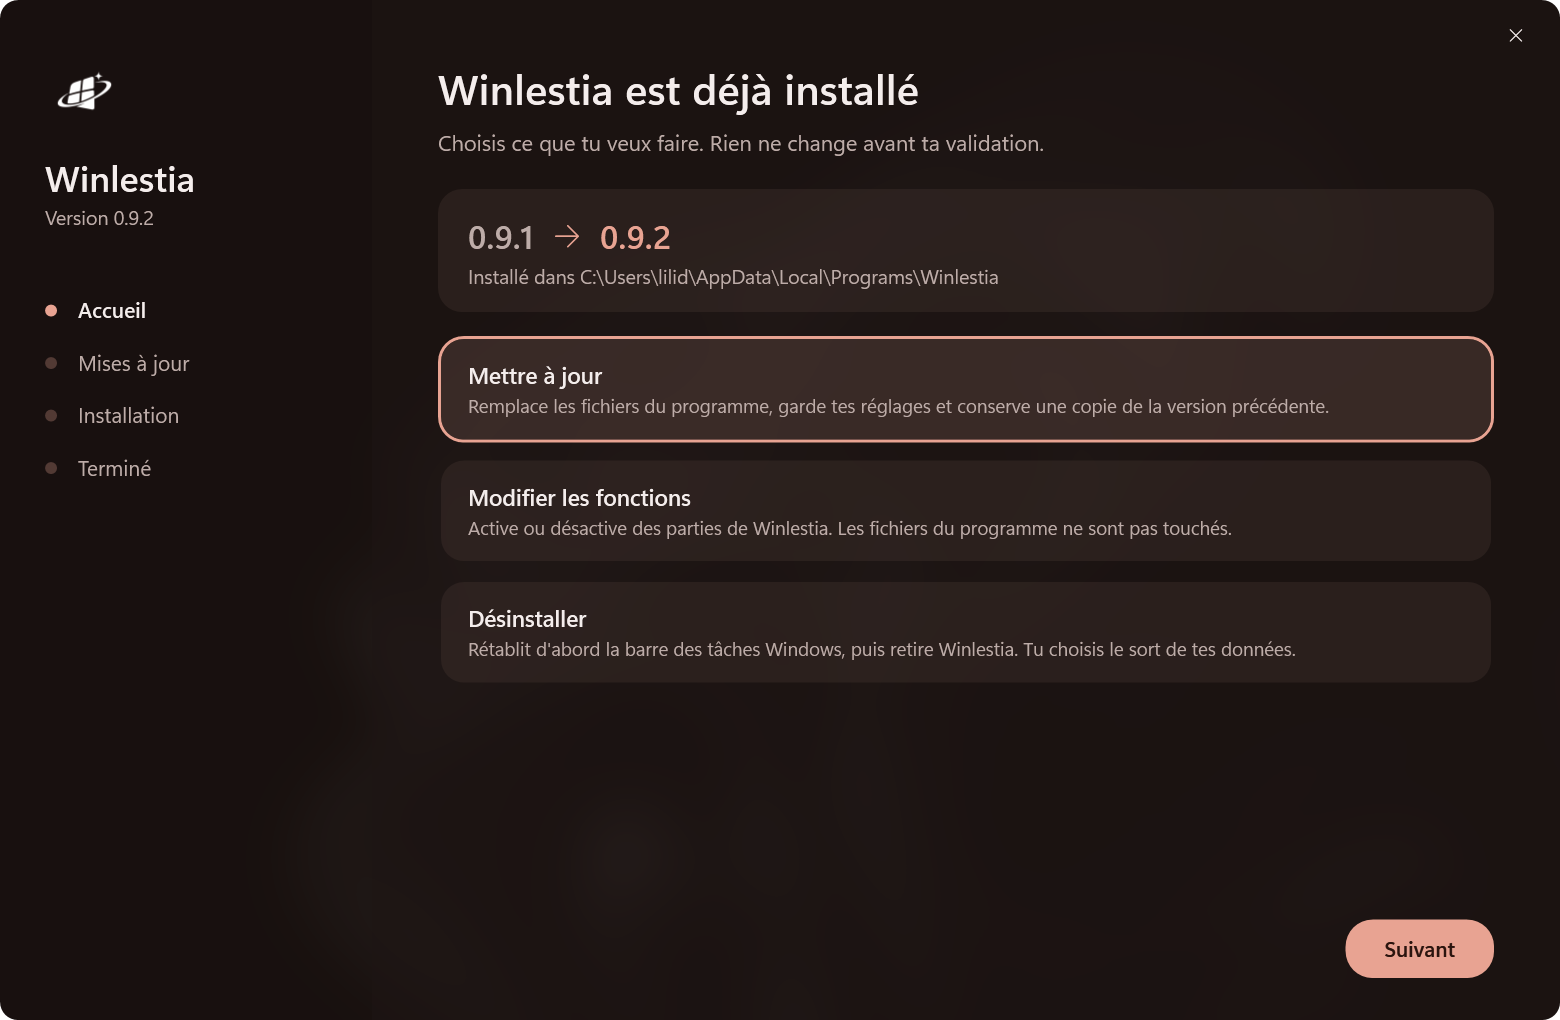 Winlestia
Version 0.9.2
Accueil
Mises à jour
Installation
Terminé
Winlestia est déjà installé
Choisis ce que tu veux faire. Rien ne change avant ta validation.
0.9.1 → 0.9.2
Installé dans C:\Users\lilid\AppData\Local\Programs\Winlestia
Mettre à jour
Remplace les fichiers du programme, garde tes réglages et conserve une copie de la version précédente.
Modifier les fonctions
Active ou désactive des parties de Winlestia. Les fichiers du programme ne sont pas touchés.
Désinstaller
Rétablit d'abord la barre des tâches Windows, puis retire Winlestia. Tu choisis le sort de tes données.
Suivant